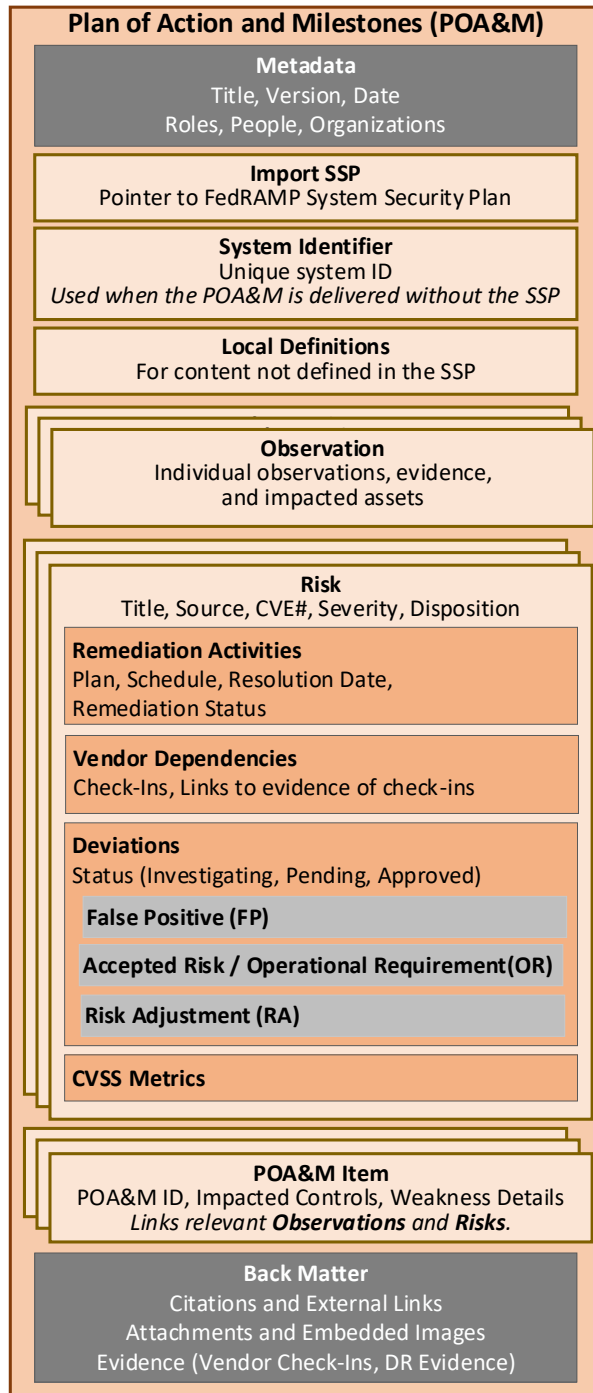 Plan of Action and Milestones (POA&M)
Metadata
Title, Version, Date
Roles, People, Organizations
Import SSP
Pointer to FedRAMP System Security Plan
System Identifier
Unique system ID
Used when the POA&M is delivered without the SSP
Local Definitions
For content not defined in the SSP
Observation
Individual observations, evidence,
and impacted assets
Risk
Title, Source, CVE#, Severity, Disposition
Remediation Activities
Plan, Schedule, Resolution Date,
Remediation Status
Vendor Dependencies
Check-Ins, Links to evidence of check-ins
Deviations
Status (Investigating, Pending, Approved)
False Positive (FP)
Accepted Risk / Operational Requirement(OR)
Risk Adjustment (RA)
CVSS Metrics
POA&M Item
POA&M ID, Impacted Controls, Weakness Details
Links relevant Observations and Risks.
Back Matter
Citations and External Links
Attachments and Embedded Images
Evidence (Vendor Check-Ins, DR Evidence)